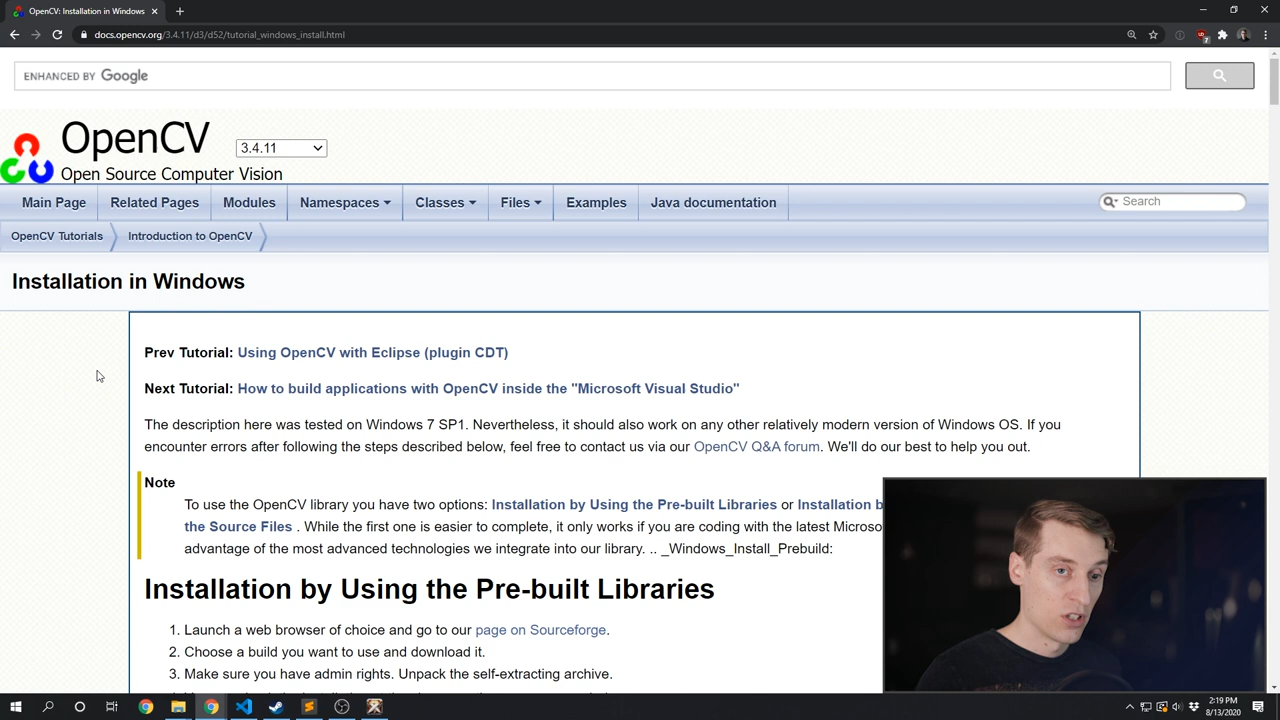 OpenCV: Installation in Windows
docs.opencv.org/3.4.11/d3/d52/tutorial_windows_install.html
7
ENHANCED BY Google
OpenCV
3.4.11
Open Source Computer Vision
Main Page Related Pages Modules Namespaces Classes Files Examples Java documentation
Search
OpenCV Tutorials Introduction to OpenCV
Installation in Windows
Prev Tutorial: Using OpenCV with Eclipse (plugin CDT)
Next Tutorial: How to build applications with OpenCV inside the "Microsoft Visual Studio"
The description here was tested on Windows 7 SP1. Nevertheless, it should also work on any other relatively modern version of Windows OS. If you
encounter errors after following the steps described below, feel free to contact us via our OpenCV Q&A forum. We'll do our best to help you out.
Note
To use the OpenCV library you have two options: Installation by Using the Pre-built Libraries or Installation b
the Source Files . While the first one is easier to complete, it only works if you are coding with the latest Microso
advantage of the most advanced technologies we integrate into our library. .. _Windows_Install_Prebuild:
Installation by Using the Pre-built Libraries
1. Launch a web browser of choice and go to our page on Sourceforge.
2. Choose a build you want to use and download it.
3. Make sure you have admin rights. Unpack the self-extracting archive.
2:19 PM
8/13/2020